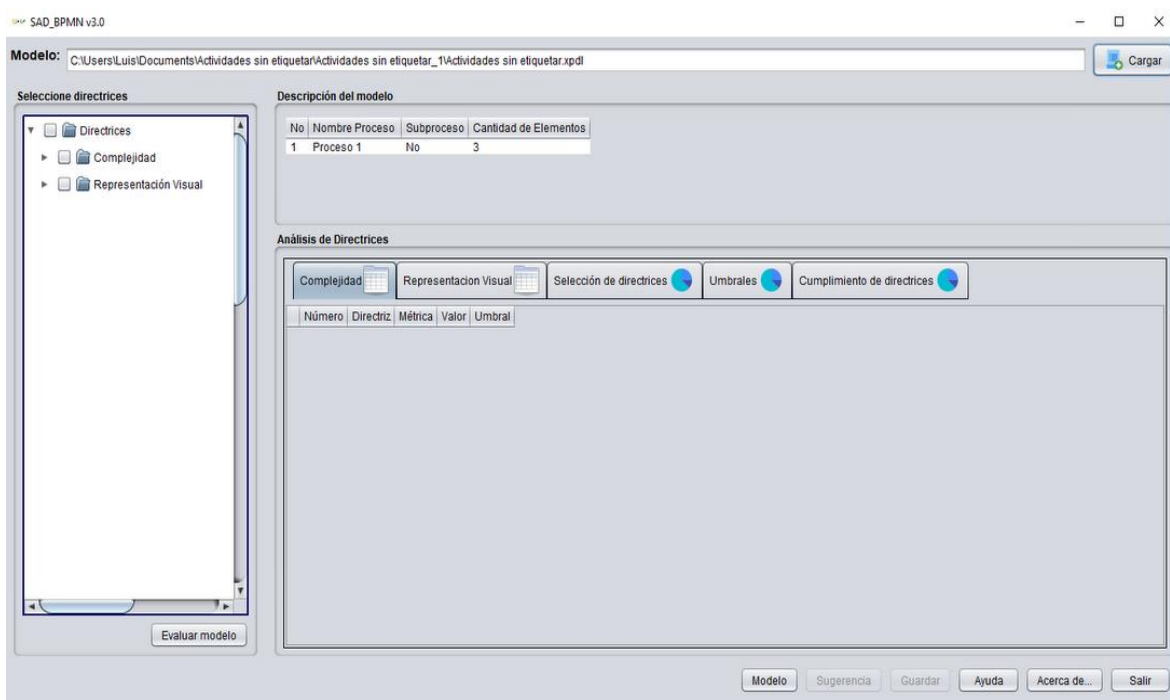 SAD_BPMN v3.0
Modelo: C:\Users\Luis\Documents\Actividades sin etiquetar\Actividades sin etiquetar_1\Actividades sin etiquetar.xpdl Cargar
Seleccione directrices
Directrices
Complejidad
Representación Visual
Evaluar modelo
Descripción del modelo
No Nombre Proceso Subproceso Cantidad de Elementos
1 Proceso 1 No 3
Análisis de Directrices
Complejidad Representacion Visual Selección de directrices Umbrales Cumplimiento de directrices
Número Directriz Métrica Valor Umbral
Modelo Sugerencia Guardar Ayuda Acerca de... Salir